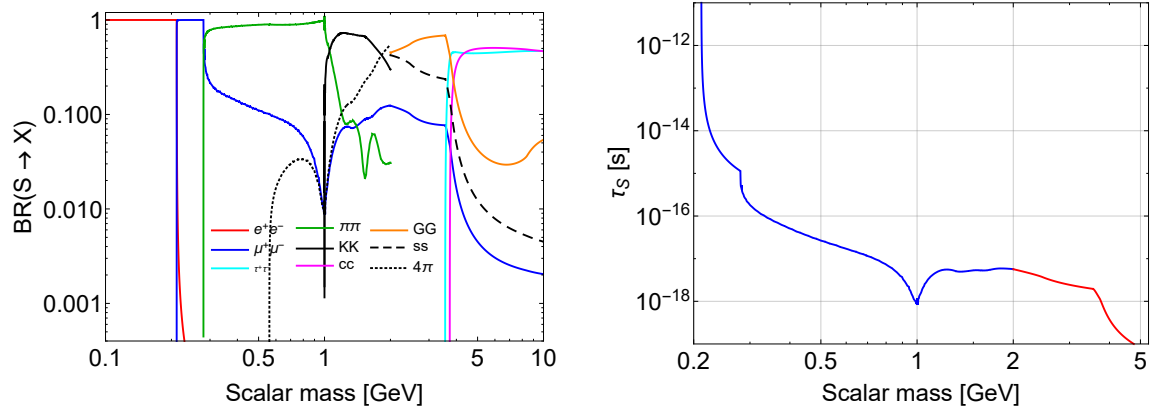 BR(S → X)
1
0.100
0.010
0.001
e⁺e⁻
μ⁺μ⁻
τ⁺τ⁻
ππ
KK
cc
GG
ss
4π
0.1
0.5
1
5
10
Scalar mass [GeV]
τ_S [s]
10⁻¹²
10⁻¹⁴
10⁻¹⁶
10⁻¹⁸
0.2
0.5
1
2
5
Scalar mass [GeV]